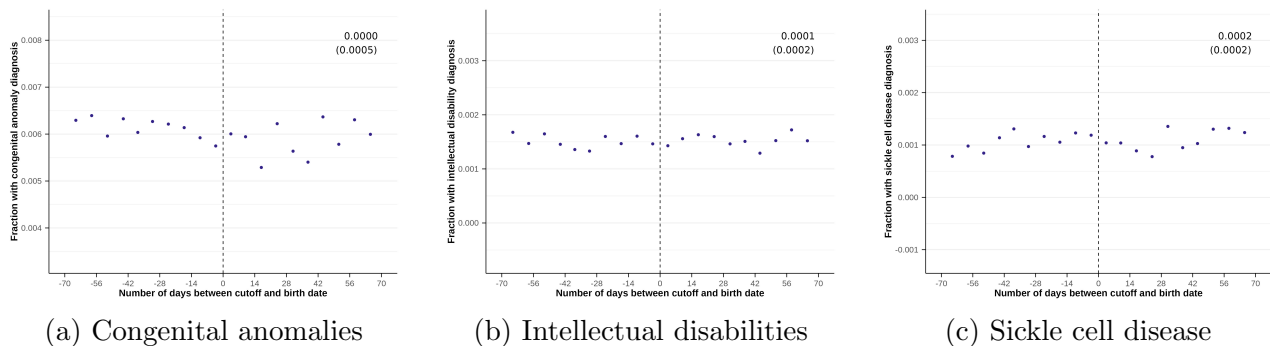 Fraction with congenital anomaly diagnosis
0.008
0.007
0.006
0.005
0.004
0.0000
(0.0005)
-70 -56 -42 -28 -14 0 14 28 42 56 70
Number of days between cutoff and birth date
(a) Congenital anomalies
Fraction with intellectual disability diagnosis
0.003
0.002
0.001
0.000
0.0001
(0.0002)
-70 -56 -42 -28 -14 0 14 28 42 56 70
Number of days between cutoff and birth date
(b) Intellectual disabilities
Fraction with sickle cell disease diagnosis
0.003
0.002
0.001
0.000
-0.001
0.0002
(0.0002)
-70 -56 -42 -28 -14 0 14 28 42 56 70
Number of days between cutoff and birth date
(c) Sickle cell disease